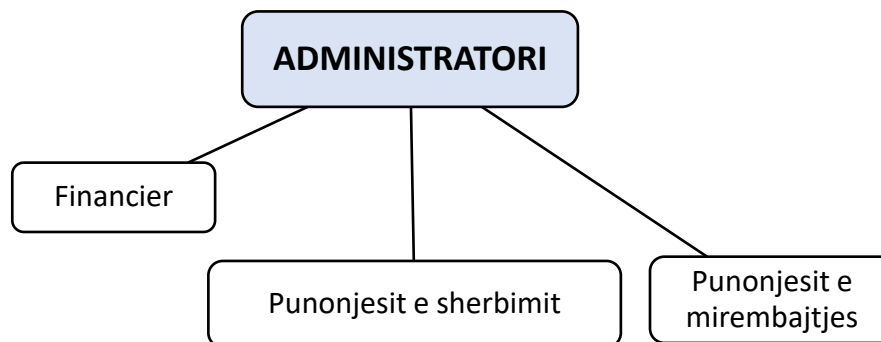 ADMINISTRATORI
Financier
Punonjesit e sherbimit
Punonjesit e
mirembajtjes